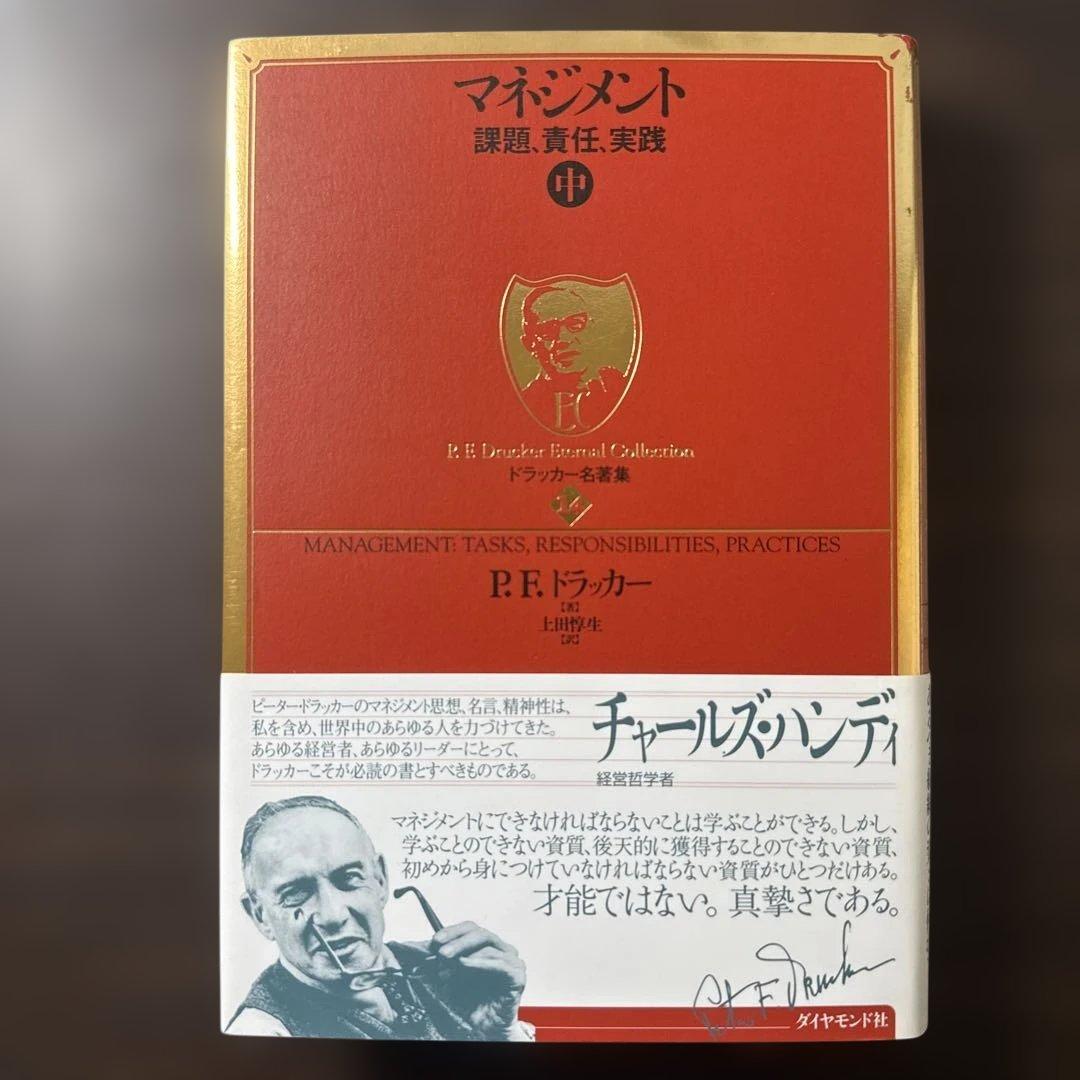 マネジメント
課題、責任、実践
中
EC
P. F. Drucker Eternal Collection
ドラッカー名著集
14
MANAGEMENT: TASKS, RESPONSIBILITIES, PRACTICES
P. F. ドラッカー
【著】
上田惇生
【訳】
ピーター・ドラッカーのマネジメント思想、名言、精神性は、
私を含め、世界中のあらゆる人を力づけてきた。
あらゆる経営者、あらゆるリーダーにとって、
ドラッカーこそが必読の書とすべきものである。
チャールズ・ハンディ
経営哲学者
マネジメントにできなければならないことは学ぶことができる。しかし、
学ぶことのできない資質、後天的に獲得することのできない資質、
初めから身につけていなければならない資質がひとつだけある。
才能ではない。真摯さである。
Peter F. Drucker
ダイヤモンド社